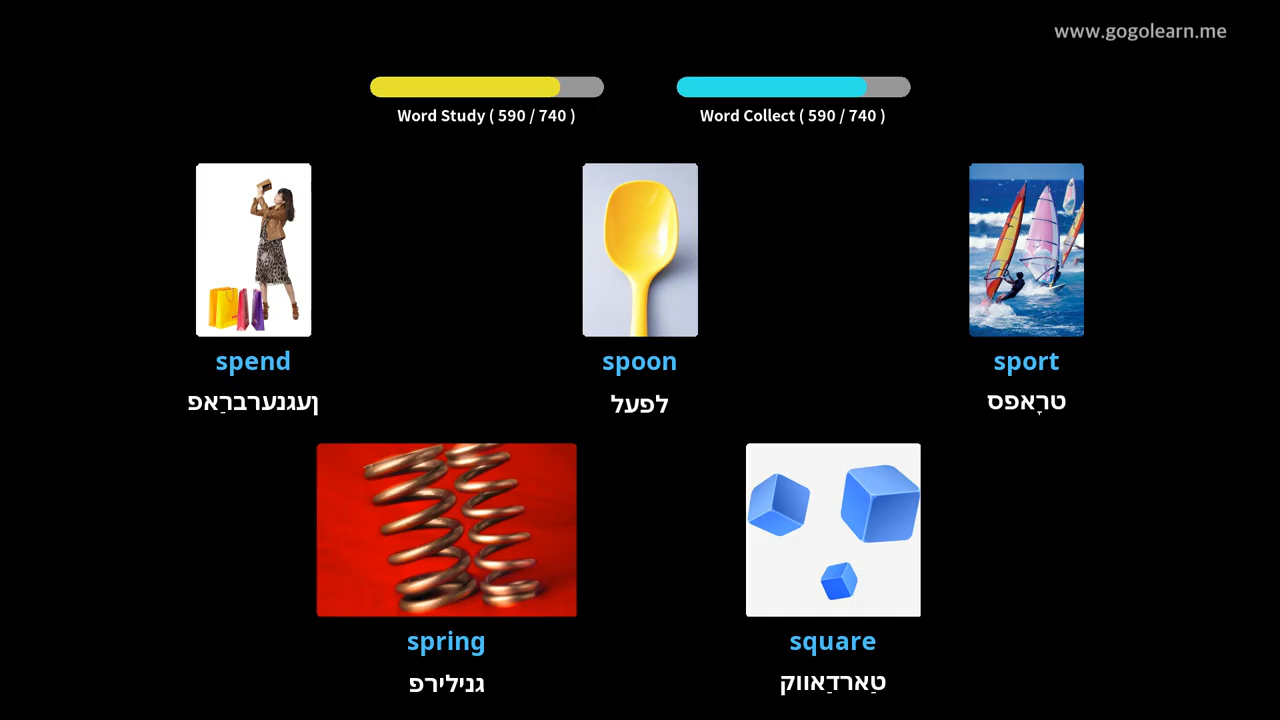 www.gogolearn.me
Word Study ( 590 / 740 )
Word Collect ( 590 / 740 )
spend
ןעגנערברַאפ
spoon
לפעל
sport
טרָאפס
spring
גנילירפ
square
טַארדַאווק